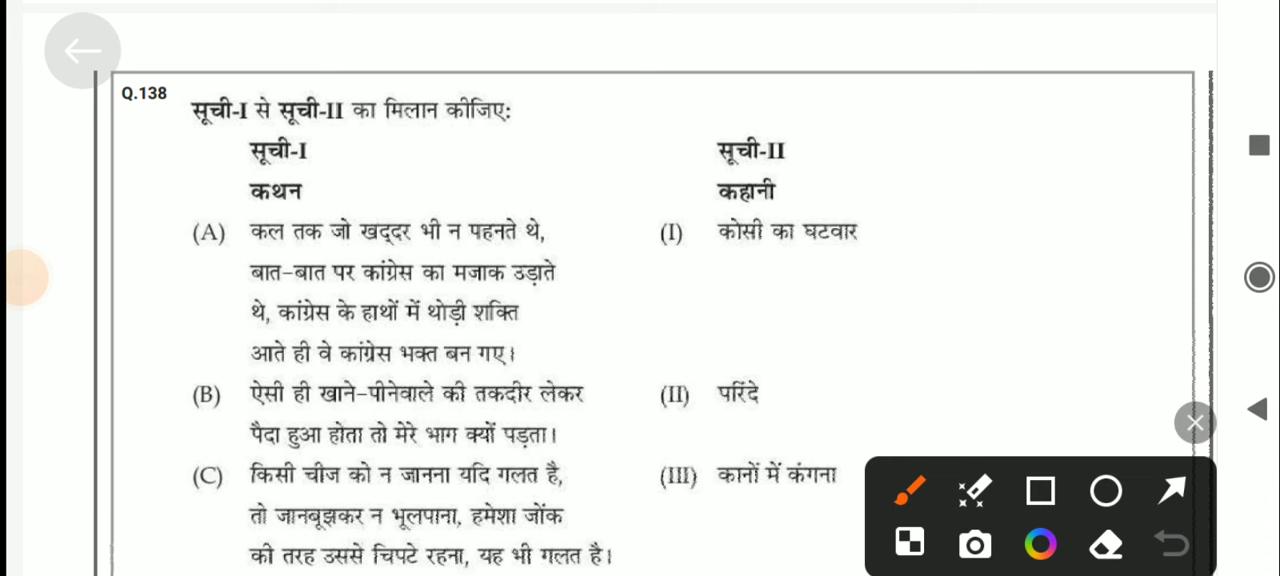 Q.138
सूची-I से सूची-II का मिलान कीजिए:
सूची-I सूची-II
कथन कहानी
(A) कल तक जो खद्दर भी न पहनते थे, (I) कोसी का घटवार
बात-बात पर कांग्रेस का मजाक उड़ाते
थे, कांग्रेस के हाथों में थोड़ी शक्ति
आते ही वे कांग्रेस भक्त बन गए।
(B) ऐसी ही खाने-पीनेवाले की तकदीर लेकर (II) परिंदे
पैदा हुआ होता तो मेरे भाग क्यों पड़ता।
(C) किसी चीज को न जानना यदि गलत है, (III) कानों में कंगना
तो जानबूझकर न भूलपाना, हमेशा जोंक
की तरह उससे चिपटे रहना, यह भी गलत है।